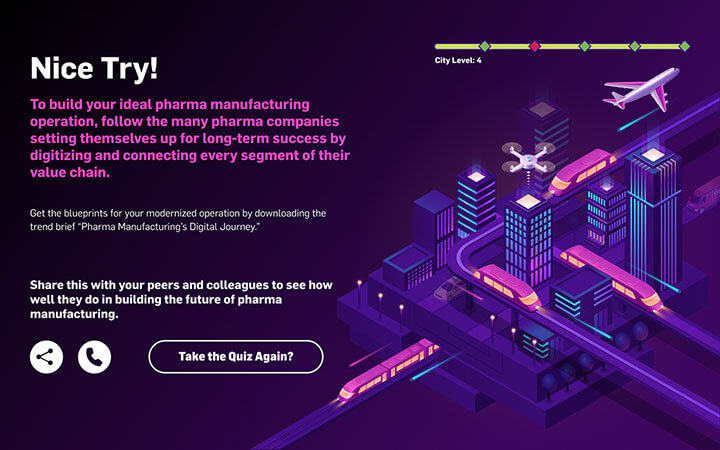 Nice Try!
City Level: 4
To build your ideal pharma manufacturing
operation, follow the many pharma companies
setting themselves up for long-term success by
digitizing and connecting every segment of their
value chain.
Get the blueprints for your modernized operation by downloading the
trend brief “Pharma Manufacturing’s Digital Journey.”
Share this with your peers and colleagues to see how
well they do in building the future of pharma
manufacturing.
Take the Quiz Again?